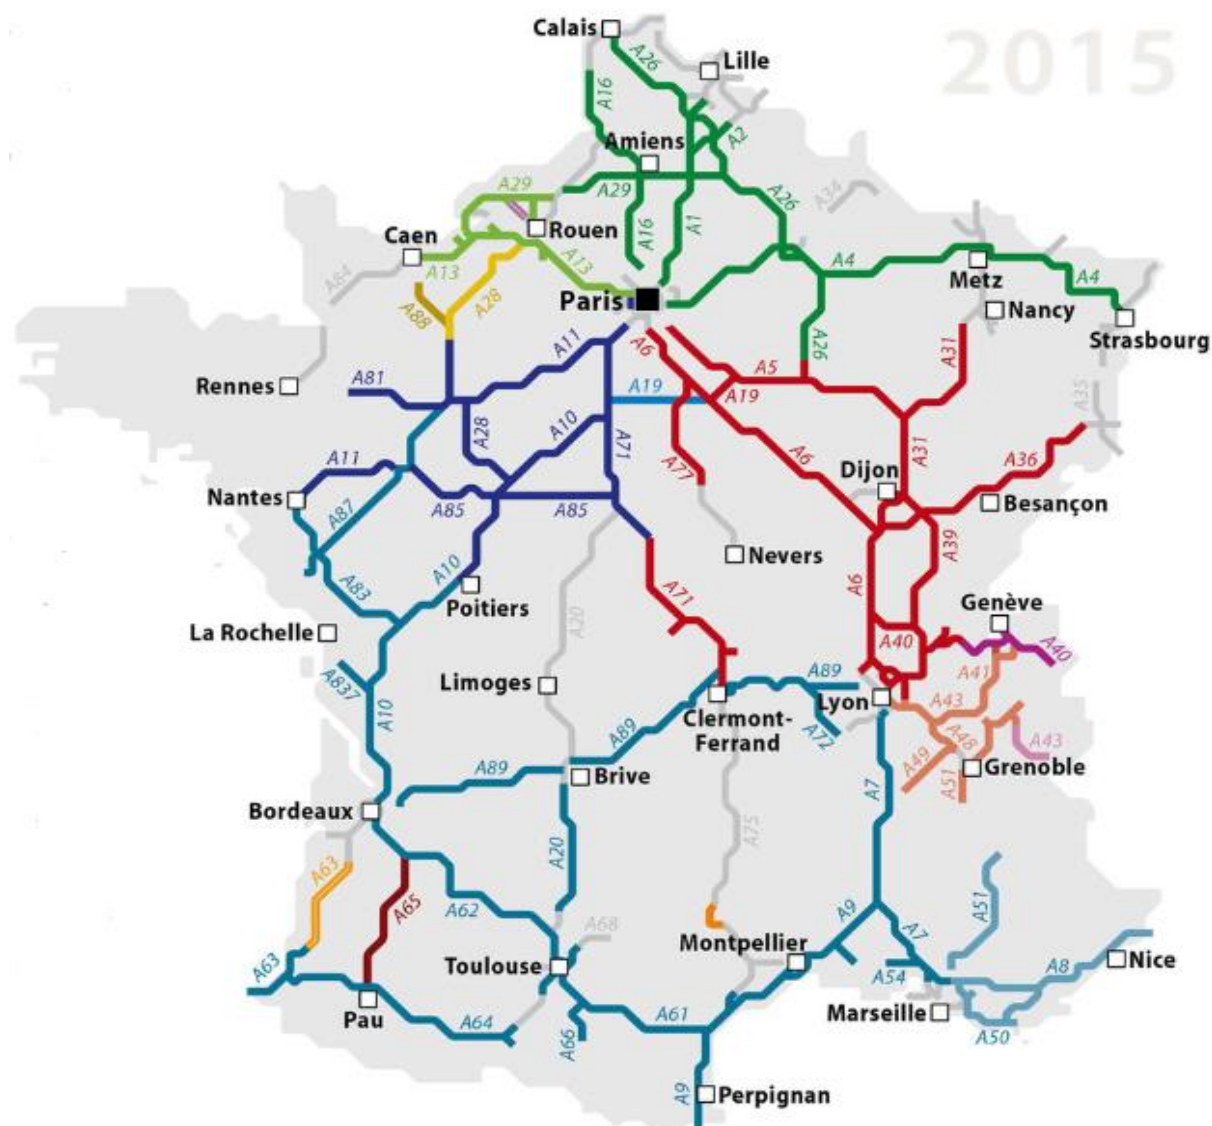 2015
Calais
A26
Lille
A16
Amiens
A2
A29
A29
A26
A34
A1
A16
Rouen
Caen
A13
A13
A84
A4
Metz
A4
Paris
A28
A88
Nancy
Strasbourg
A11
A6
A26
A31
A5
Rennes
A81
A19
A19
A35
A28
A10
A71
A6
A77
A31
A36
A11
Dijon
Nantes
A87
A85
A85
Besançon
Nevers
A39
A6
A10
A83
Poitiers
A71
Genève
A20
La Rochelle
A40
A40
A41
A837
Limoges
A89
Lyon
A43
A10
Clermont-
Ferrand
A72
A48
A43
A89
A49
A51
Grenoble
A89
Brive
A7
Bordeaux
A75
A63
A20
A65
A62
A51
A9
A68
A7
Montpellier
Toulouse
A63
A54
A8
Nice
Pau
A64
A66
A61
Marseille
A50
A9
Perpignan